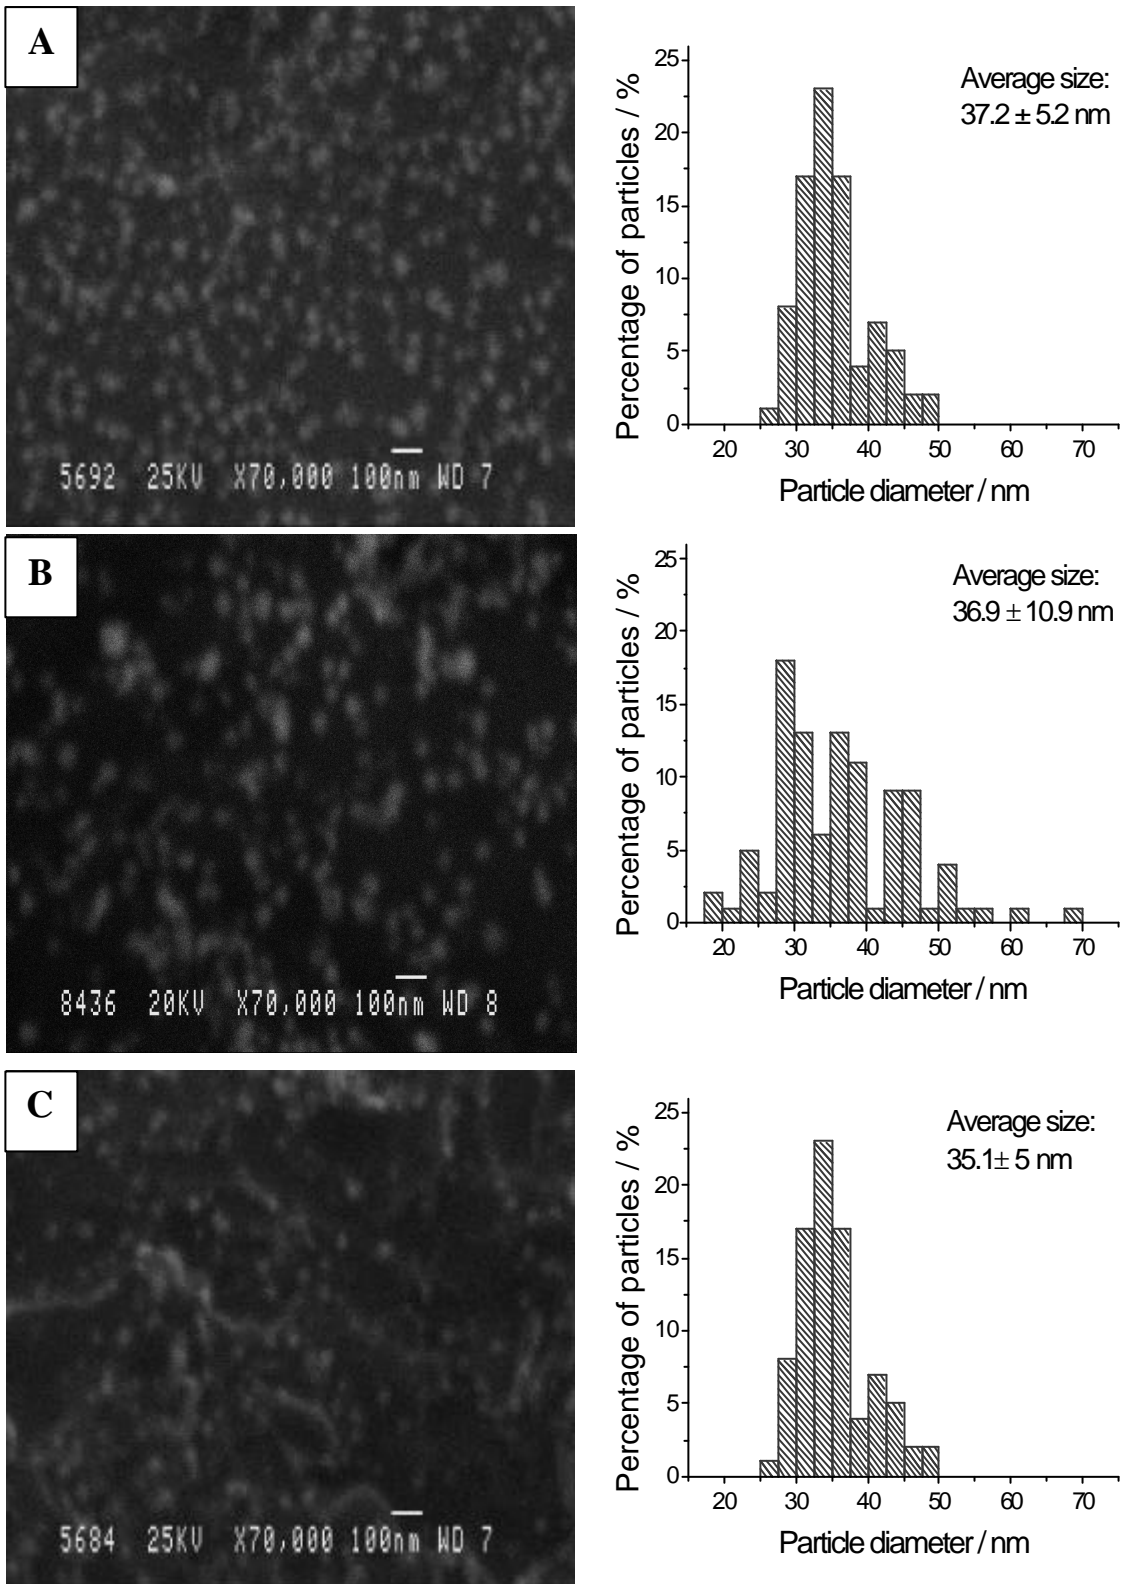 A
25
20
15
10
5
0
Percentage of particles / %
Average size:
37.2 ± 5.2 nm
20 30 40 50 60 70
Particle diameter / nm
5692 25KV X70,000 100nm WD 7
B
25
20
15
10
5
0
Percentage of particles / %
Average size:
36.9 ± 10.9 nm
20 30 40 50 60 70
Particle diameter / nm
8436 20KV X70,000 100nm WD 8
C
25
20
15
10
5
0
Percentage of particles / %
Average size:
35.1± 5 nm
20 30 40 50 60 70
Particle diameter / nm
5684 25KV X70,000 100nm WD 7